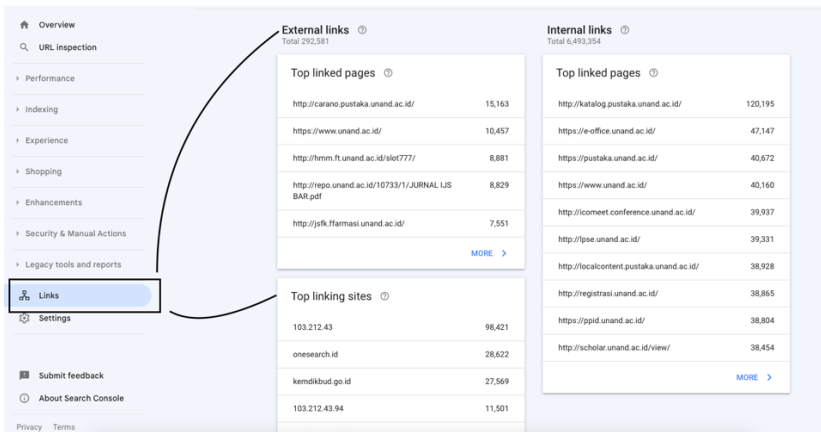 Overview
URL inspection
Performance
Indexing
Experience
Shopping
Enhancements
Security & Manual Actions
Legacy tools and reports
Links
Settings
Submit feedback
About Search Console
Privacy Terms
External links
Total 292,581
Top linked pages
http://carano.pustaka.unand.ac.id/ 15,163
https://www.unand.ac.id/ 10,457
http://hmm.ft.unand.ac.id/slot777/ 8,881
http://repo.unand.ac.id/10733/1/JURNAL IJS
BAR.pdf 8,829
http://jsfk.ffarmasi.unand.ac.id/ 7,551
MORE
Top linking sites
103.212.43 98,421
onesearch.id 28,622
kemdikbud.go.id 27,569
103.212.43.94 11,501
Internal links
Total 6,493,354
Top linked pages
http://katalog.pustaka.unand.ac.id/ 120,195
https://e-office.unand.ac.id/ 47,147
https://pustaka.unand.ac.id/ 40,672
https://www.unand.ac.id/ 40,160
http://icomeet.conference.unand.ac.id/ 39,937
http://lpse.unand.ac.id/ 39,331
http://localcontent.pustaka.unand.ac.id/ 38,928
http://registrasi.unand.ac.id/ 38,865
https://ppid.unand.ac.id/ 38,804
http://scholar.unand.ac.id/view/ 38,454
MORE